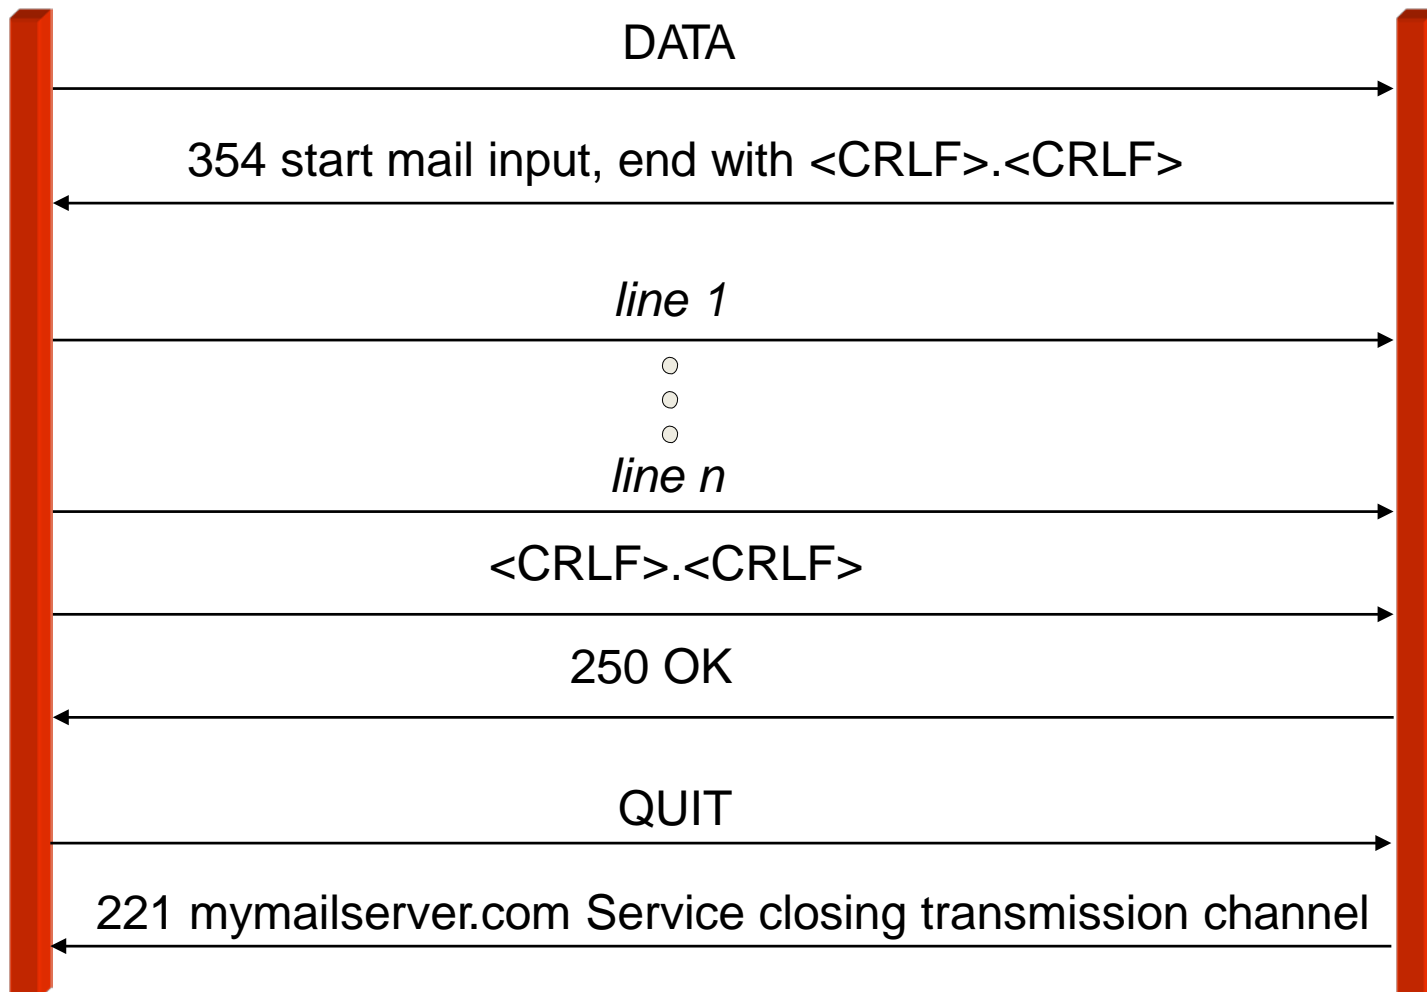 DATA
354 start mail input, end with <CRLF>.<CRLF>
line 1
line n
<CRLF>.<CRLF>
250 OK
QUIT
221 mymailserver.com Service closing transmission channel